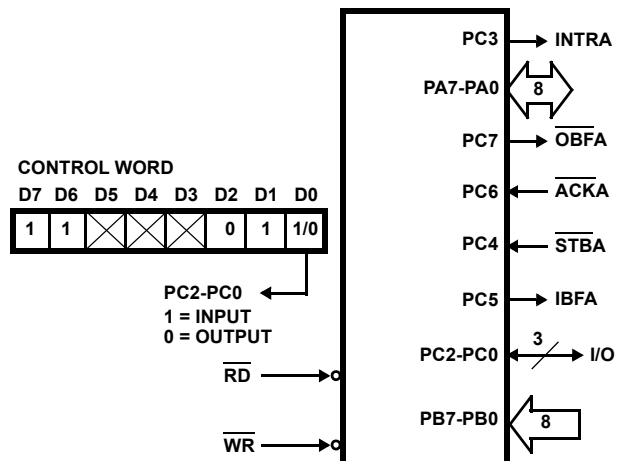 PC3 INTRA
PA7-PA0 8
PC7 OBFA
CONTROL WORD
D7 D6 D5 D4 D3 D2 D1 D0
1 1 0 1 1/0
PC6 ACKA
PC4 STBA
PC2-PC0
1 = INPUT
0 = OUTPUT
PC5 IBFA
PC2-PC0 3 I/O
RD
PB7-PB0 8
WR